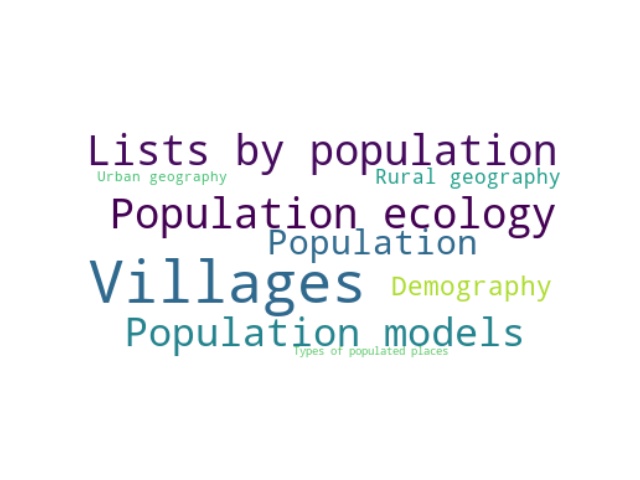 Lists by population
Urban geography
Rural geography
Population ecology
Population
Villages
Demography
Population models
Types of populated places